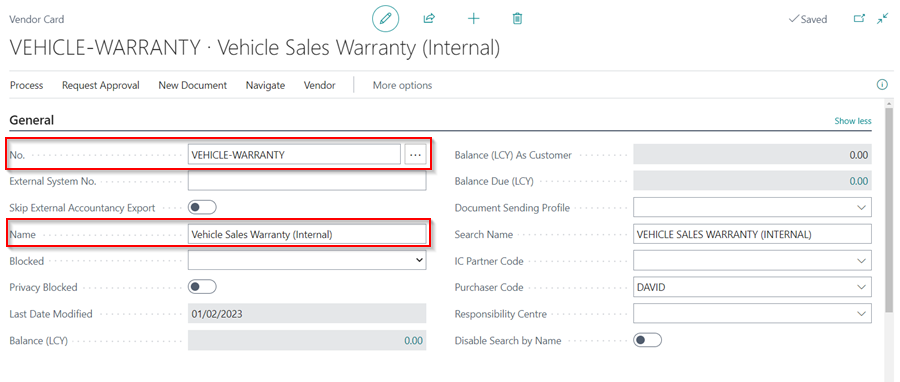 Vendor Card
Saved
VEHICLE-WARRANTY · Vehicle Sales Warranty (Internal)
Process Request Approval New Document Navigate Vendor More options
General
Show less
No. VEHICLE-WARRANTY ...
External System No.
Skip External Accountancy Export
Name Vehicle Sales Warranty (Internal)
Blocked
Privacy Blocked
Last Date Modified 01/02/2023
Balance (LCY) 0.00
Balance (LCY) As Customer 0.00
Balance Due (LCY) 0.00
Document Sending Profile
Search Name VEHICLE SALES WARRANTY (INTERNAL)
IC Partner Code
Purchaser Code DAVID
Responsibility Centre
Disable Search by Name